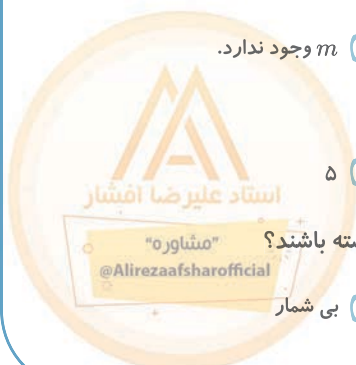 m وجود ندارد.
۵
استاد علیرضا افشار
سته باشند؟
"مشاوره"
@Alirezaafsharofficial
بی شمار